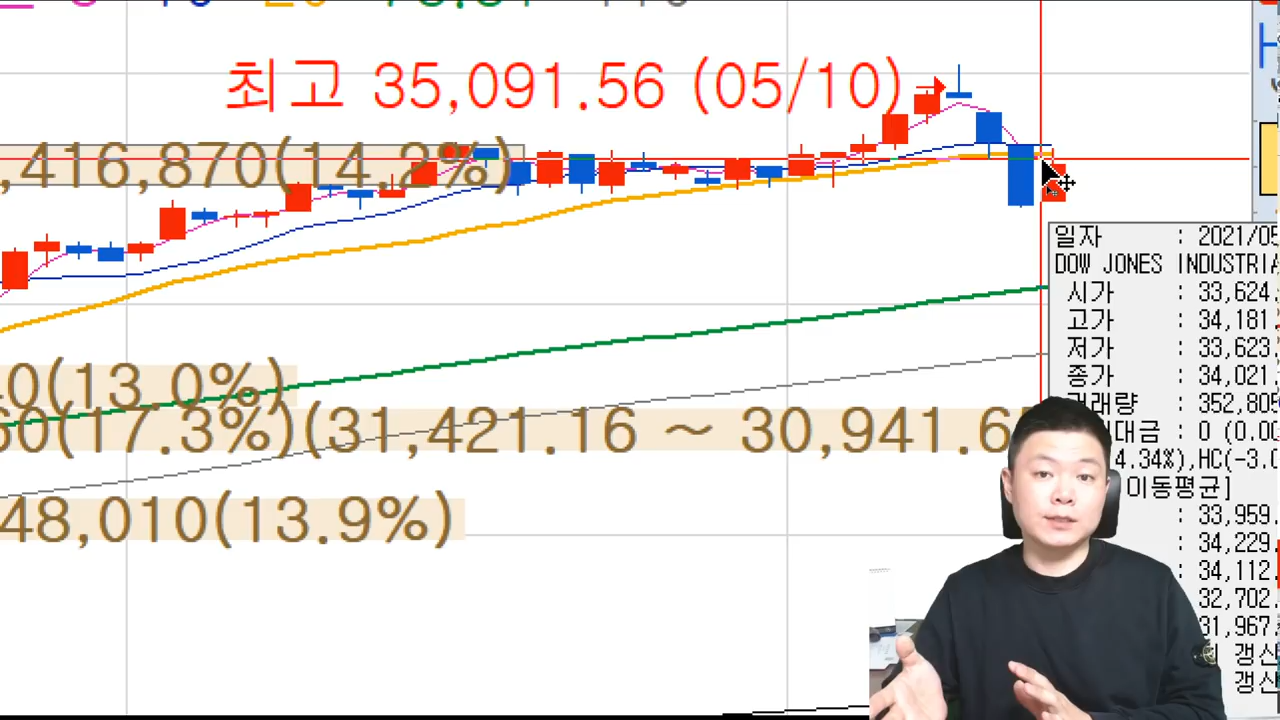 최고 35,091.56 (05/10)
,416,870(14.2%)
0(13.0%)
60(17.3%)(31,421.16 ~ 30,941.6
48,010(13.9%)
일자 : 2021/05
DOW JONES INDUSTRIA
시가 : 33,624.
고가 : 34,181.
저가 : 33,623
종가 : 34,021.
거래량 : 352,805
대금 : 0 (0.00
4.34%),HC(-3.0
이동평균]
: 33,959.
: 34,229.
: 34,112.
32,702.
31,967.
갱신
갱신